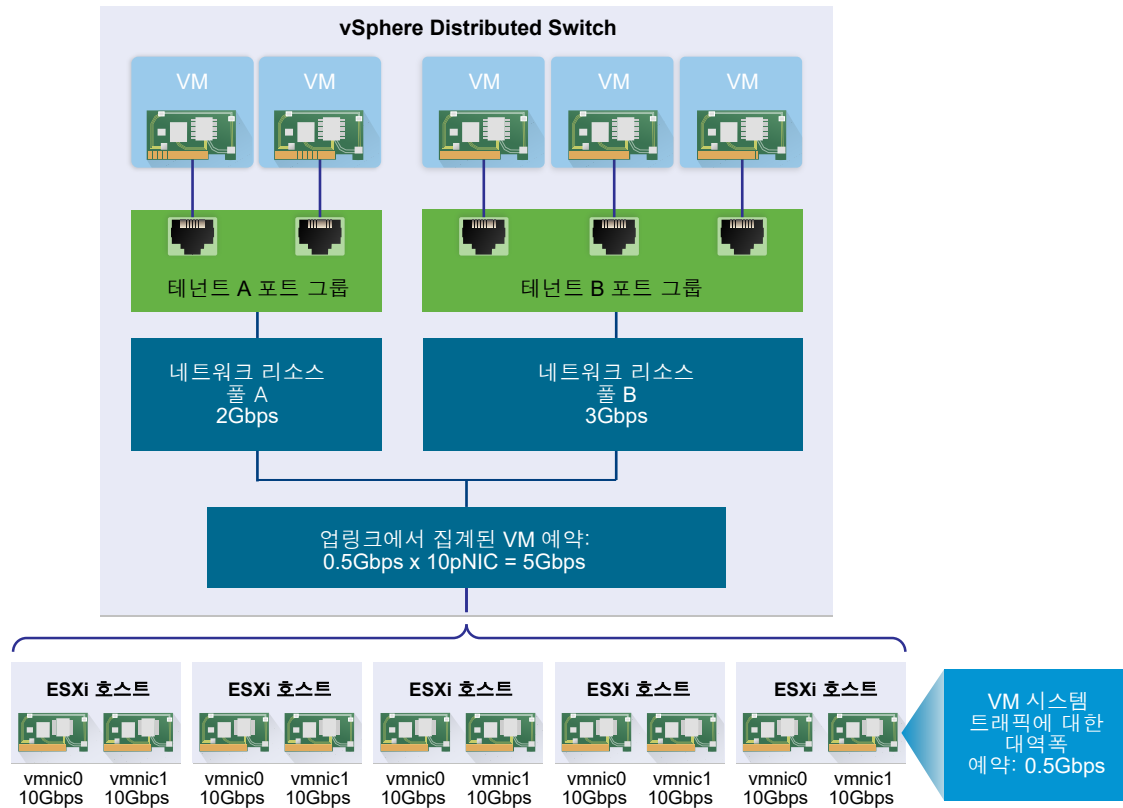 vSphere Distributed Switch
VM
VM
VM
VM
VM
테넌트 A 포트 그룹
테넌트 B 포트 그룹
네트워크 리소스
풀 A
2Gbps
네트워크 리소스
풀 B
3Gbps
업링크에서 집계된 VM 예약:
0.5Gbps x 10pNIC = 5Gbps
ESXi 호스트
ESXi 호스트
ESXi 호스트
ESXi 호스트
ESXi 호스트
vmnic0
10Gbps
vmnic1
10Gbps
vmnic0
10Gbps
vmnic1
10Gbps
vmnic0
10Gbps
vmnic1
10Gbps
vmnic0
10Gbps
vmnic1
10Gbps
vmnic0
10Gbps
vmnic1
10Gbps
VM 시스템
트래픽에 대한
대역폭
예약: 0.5Gbps